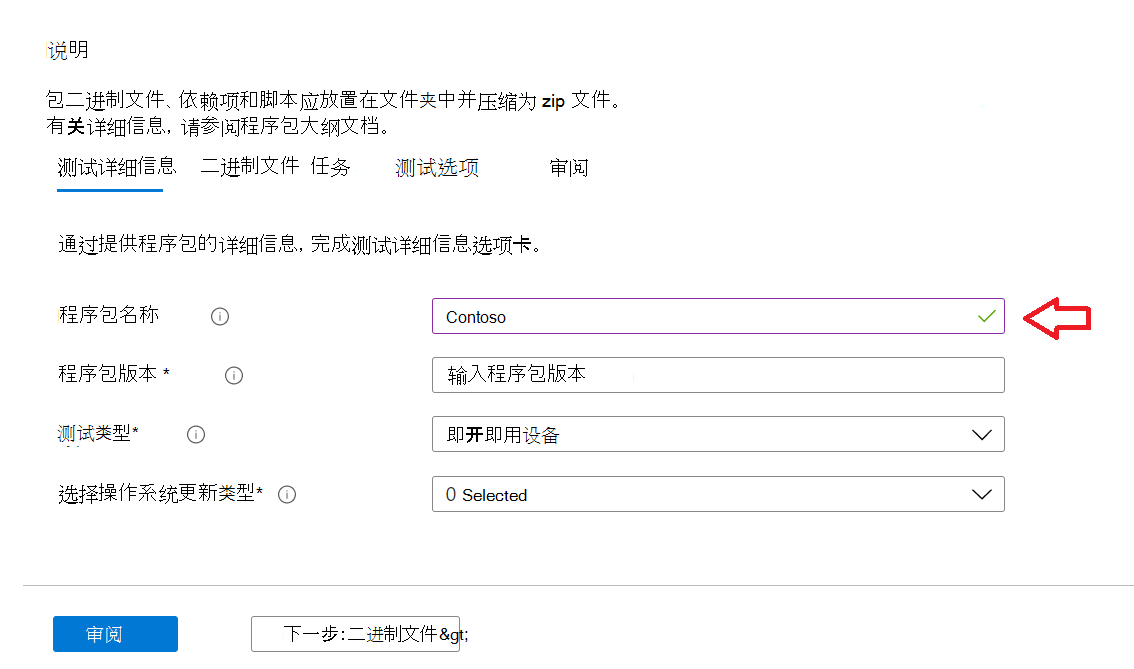 说明
包二进制文件、依赖项和脚本应放置在文件夹中并压缩为 zip 文件。
有关详细信息, 请参阅程序包大纲文档。
测试详细信息 二进制文件 任务 测试选项 审阅
通过提供程序包的详细信息, 完成测试详细信息选项卡。
程序包名称 Contoso
程序包版本 * 输入程序包版本
测试类型* 即开即用设备
选择操作系统更新类型* 0 Selected
审阅 下一步:二进制文件&gt;